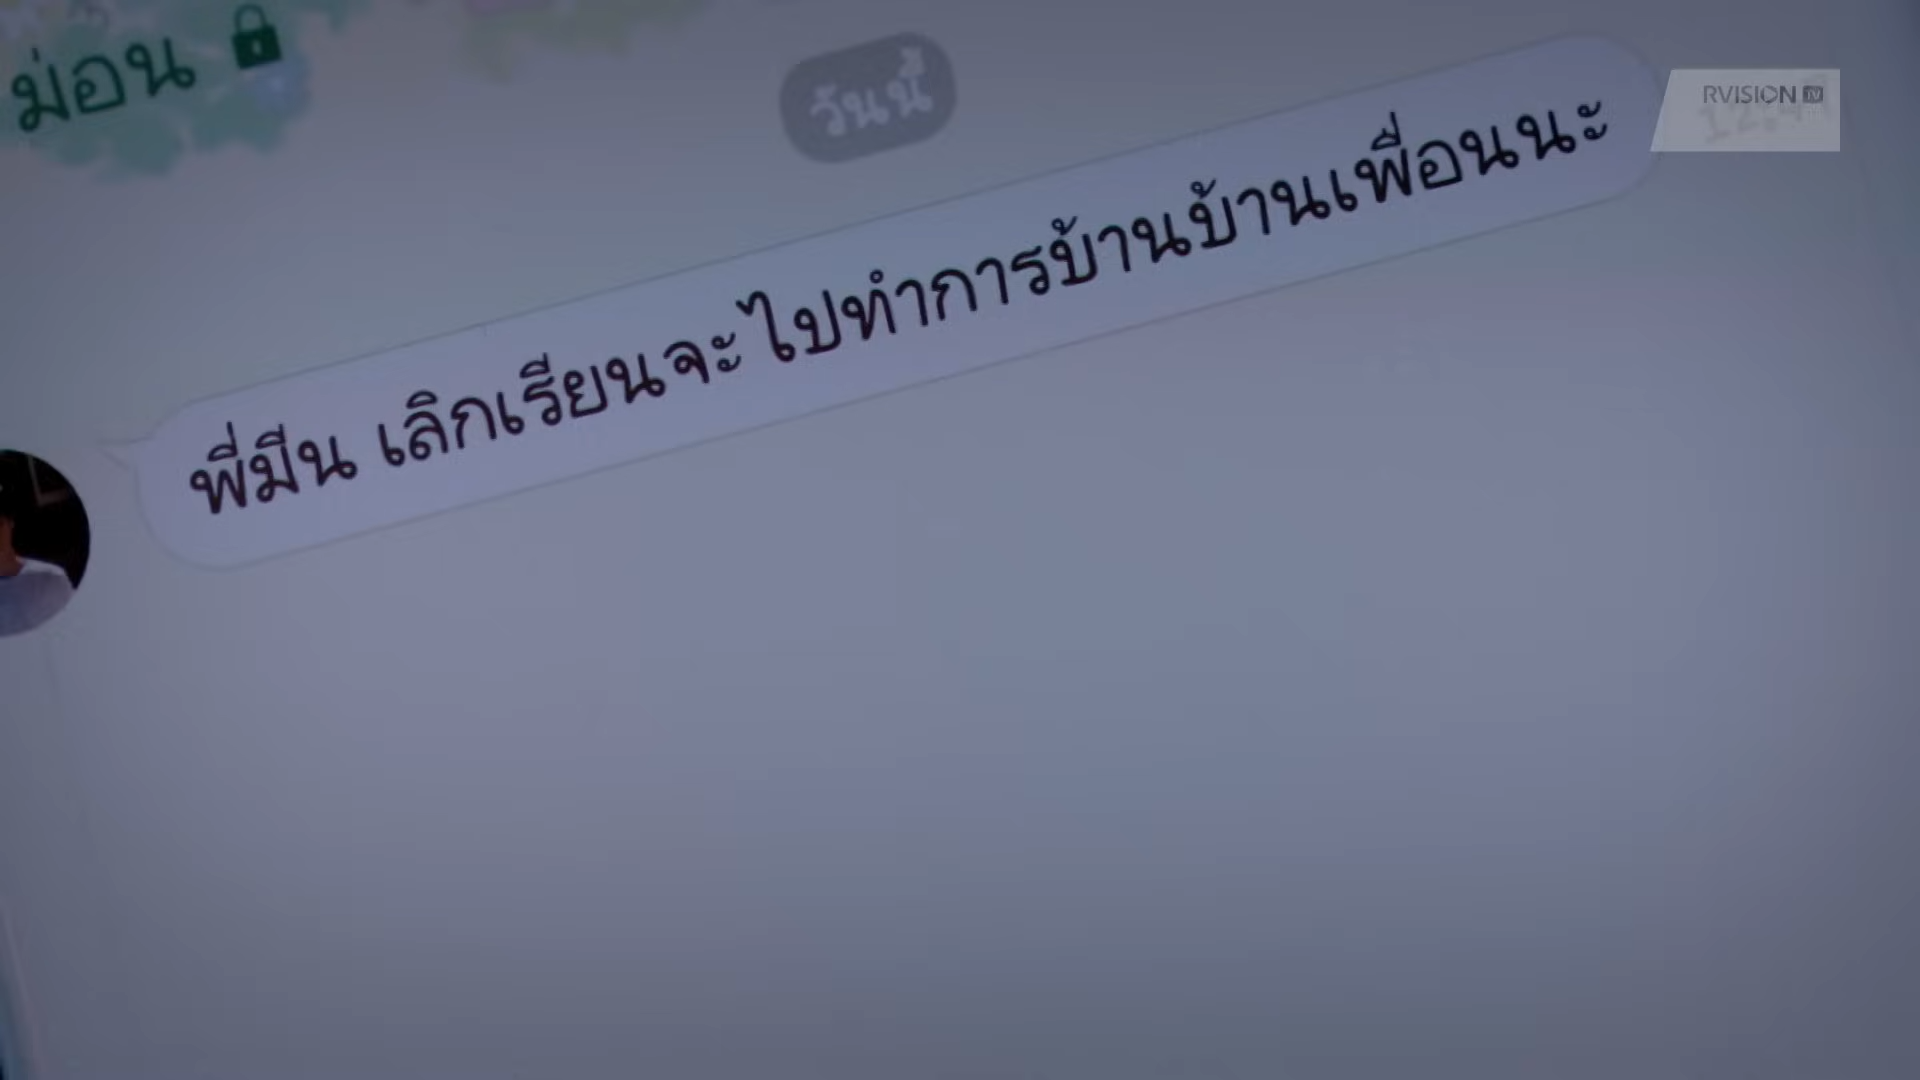 ม่อน
วันนี้
RVISION TV
พี่มีน เลิกเรียนจะไปทำการบ้านบ้านเพื่อนนะ